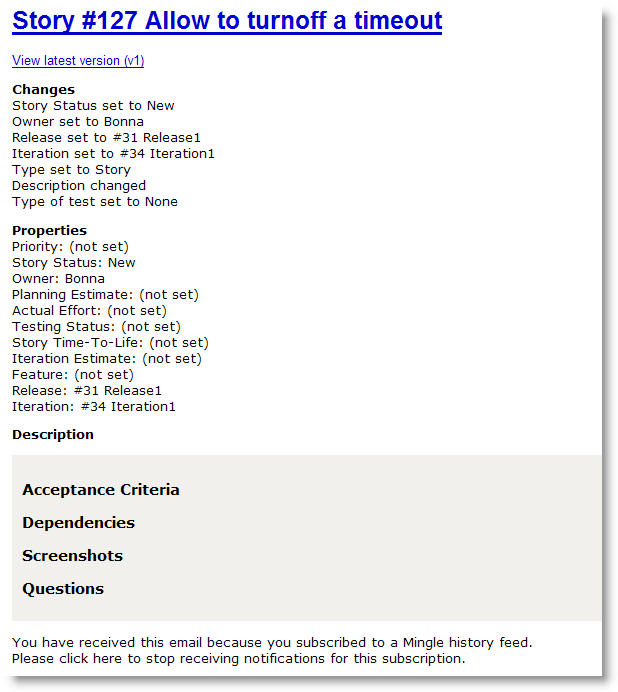 Story #127 Allow to turnoff a timeout
View latest version (v1)
Changes
Story Status set to New
Owner set to Bonna
Release set to #31 Release1
Iteration set to #34 Iteration1
Type set to Story
Description changed
Type of test set to None
Properties
Priority: (not set)
Story Status: New
Owner: Bonna
Planning Estimate: (not set)
Actual Effort: (not set)
Testing Status: (not set)
Story Time-To-Life: (not set)
Iteration Estimate: (not set)
Feature: (not set)
Release: #31 Release1
Iteration: #34 Iteration1
Description
Acceptance Criteria
Dependencies
Screenshots
Questions
You have received this email because you subscribed to a Mingle history feed.
Please click here to stop receiving notifications for this subscription.